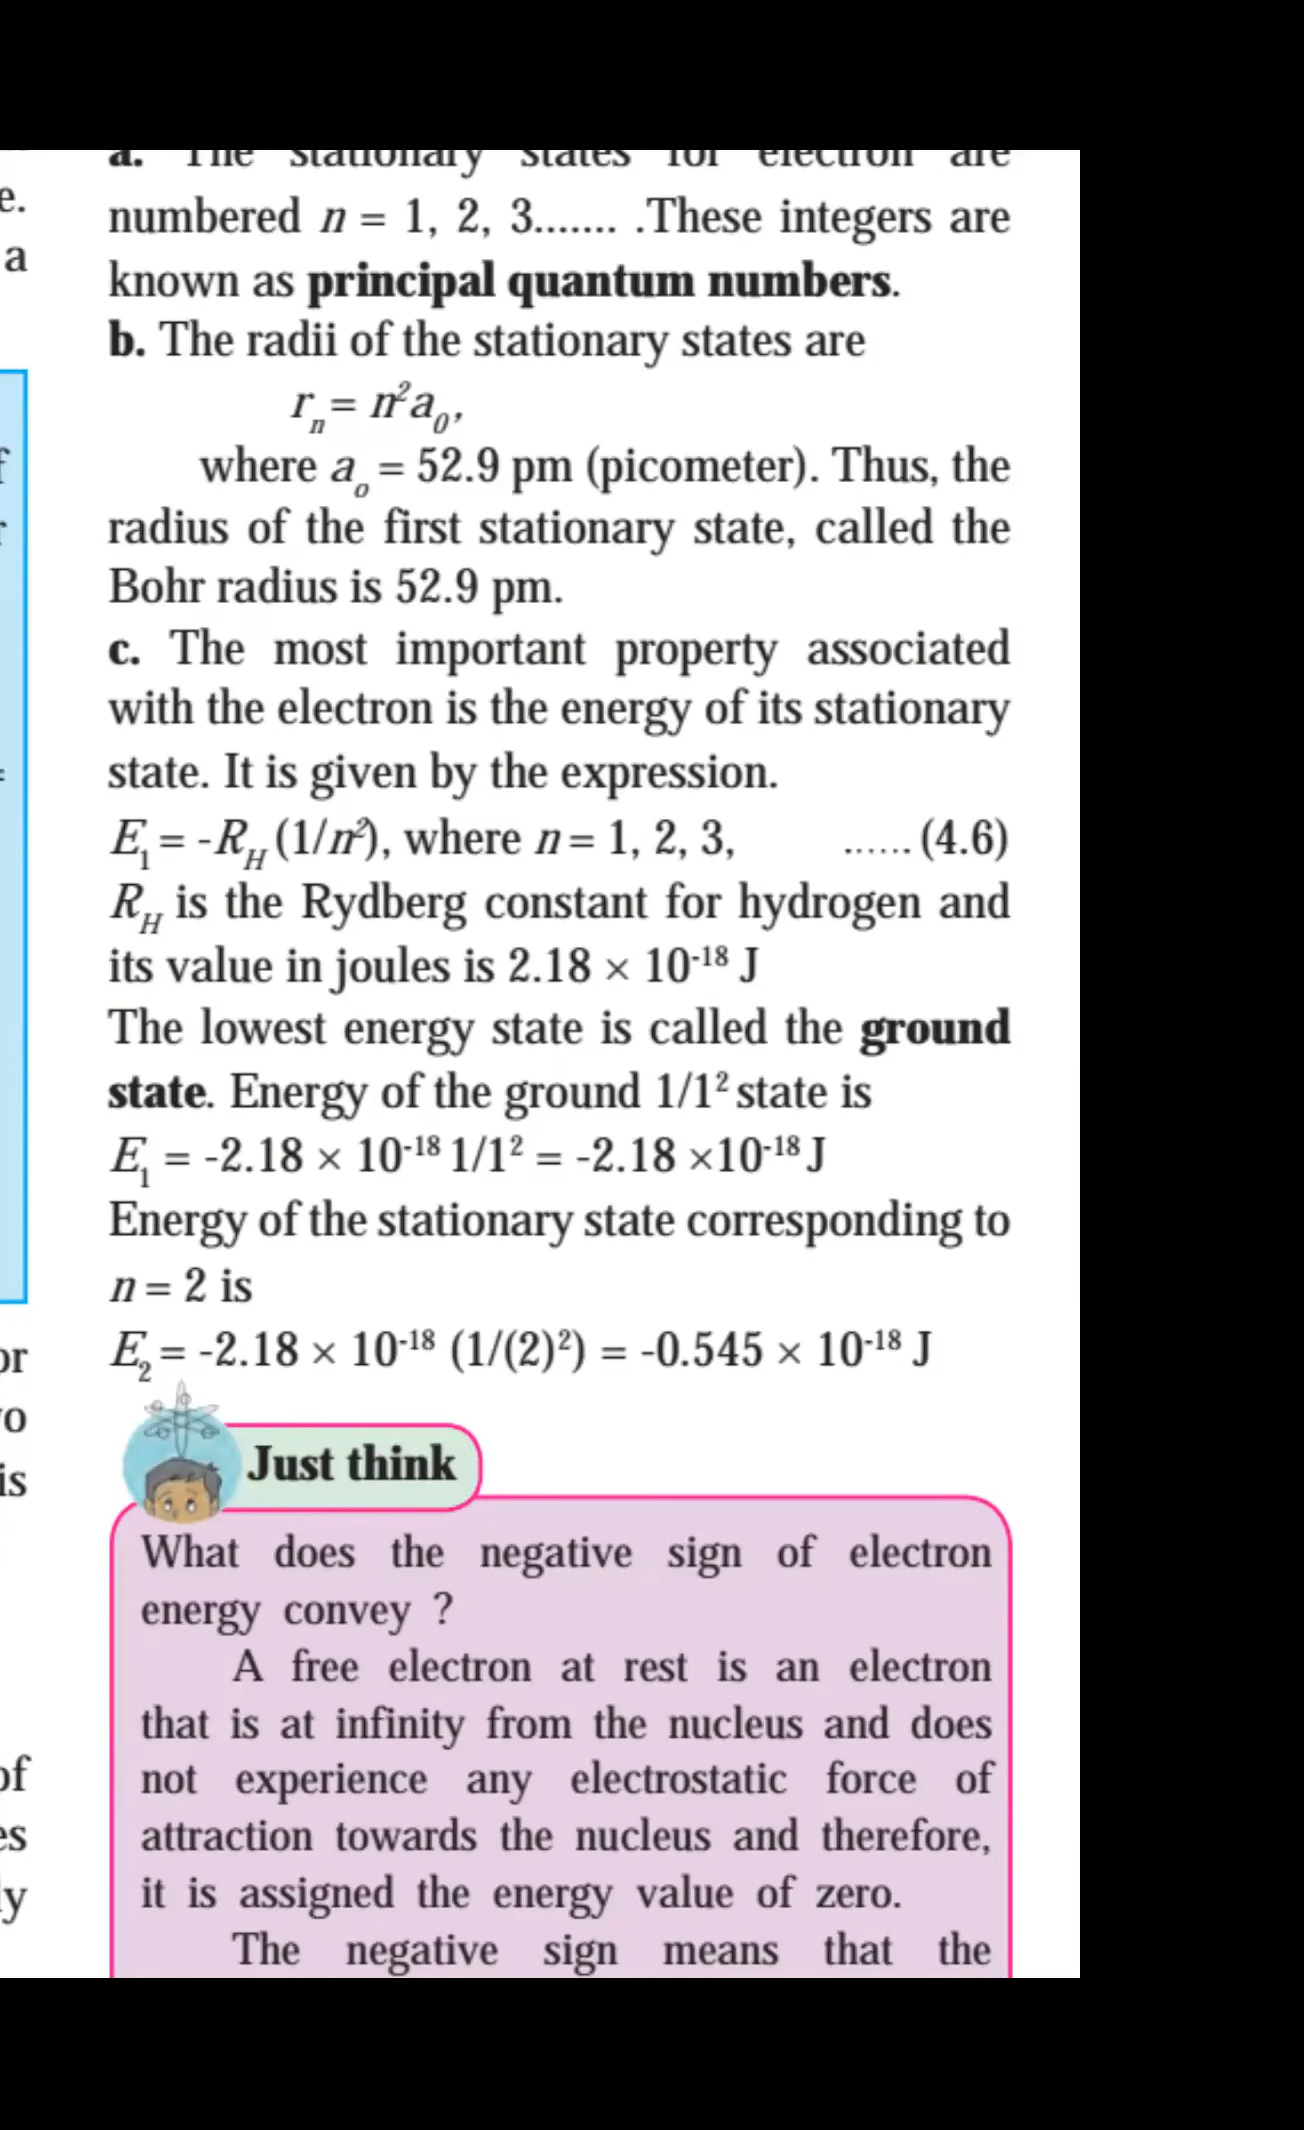 a. The stationary states for electron are
numbered n = 1, 2, 3....... .These integers are
known as principal quantum numbers.
b. The radii of the stationary states are
rₙ = n²a₀,
where aₒ = 52.9 pm (picometer). Thus, the
radius of the first stationary state, called the
Bohr radius is 52.9 pm.
c. The most important property associated
with the electron is the energy of its stationary
state. It is given by the expression.
E₁ = -R_H (1/n²), where n = 1, 2, 3, ...... (4.6)
R_H is the Rydberg constant for hydrogen and
its value in joules is 2.18 × 10⁻¹⁸ J
The lowest energy state is called the ground
state. Energy of the ground 1/1² state is
E₁ = -2.18 × 10⁻¹⁸ 1/1² = -2.18 ×10⁻¹⁸ J
Energy of the stationary state corresponding to
n = 2 is
E₂ = -2.18 × 10⁻¹⁸ (1/(2)²) = -0.545 × 10⁻¹⁸ J
Just think
What does the negative sign of electron
energy convey ?
A free electron at rest is an electron
that is at infinity from the nucleus and does
not experience any electrostatic force of
attraction towards the nucleus and therefore,
it is assigned the energy value of zero.
The negative sign means that the